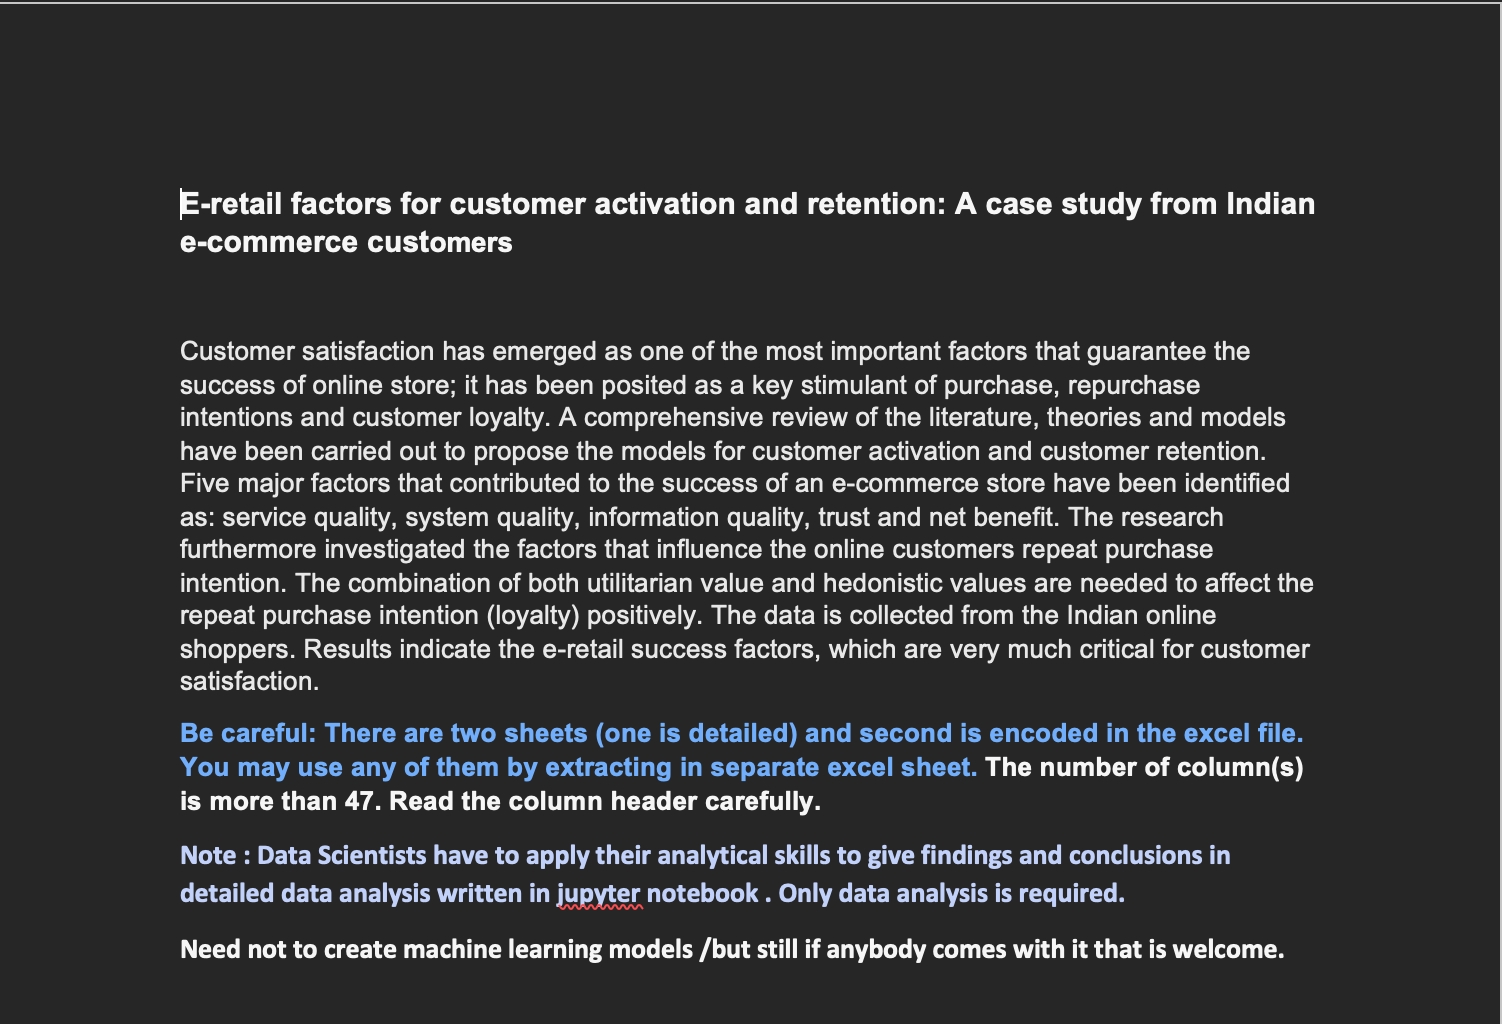 E-retail factors for customer activation and retention: A case study from Indian
e-commerce customers
Customer satisfaction has emerged as one of the most important factors that guarantee the
success of online store; it has been posited as a key stimulant of purchase, repurchase
intentions and customer loyalty. A comprehensive review of the literature, theories and models
have been carried out to propose the models for customer activation and customer retention.
Five major factors that contributed to the success of an e-commerce store have been identified
as: service quality, system quality, information quality, trust and net benefit. The research
furthermore investigated the factors that influence the online customers repeat purchase
intention. The combination of both utilitarian value and hedonistic values are needed to affect the
repeat purchase intention (loyalty) positively. The data is collected from the Indian online
shoppers. Results indicate the e-retail success factors, which are very much critical for customer
satisfaction.
Be careful: There are two sheets (one is detailed) and second is encoded in the excel file.
You may use any of them by extracting in separate excel sheet. The number of column(s)
is more than 47. Read the column header carefully.
Note : Data Scientists have to apply their analytical skills to give findings and conclusions in
detailed data analysis written in jupyter notebook . Only data analysis is required.
Need not to create machine learning models /but still if anybody comes with it that is welcome.